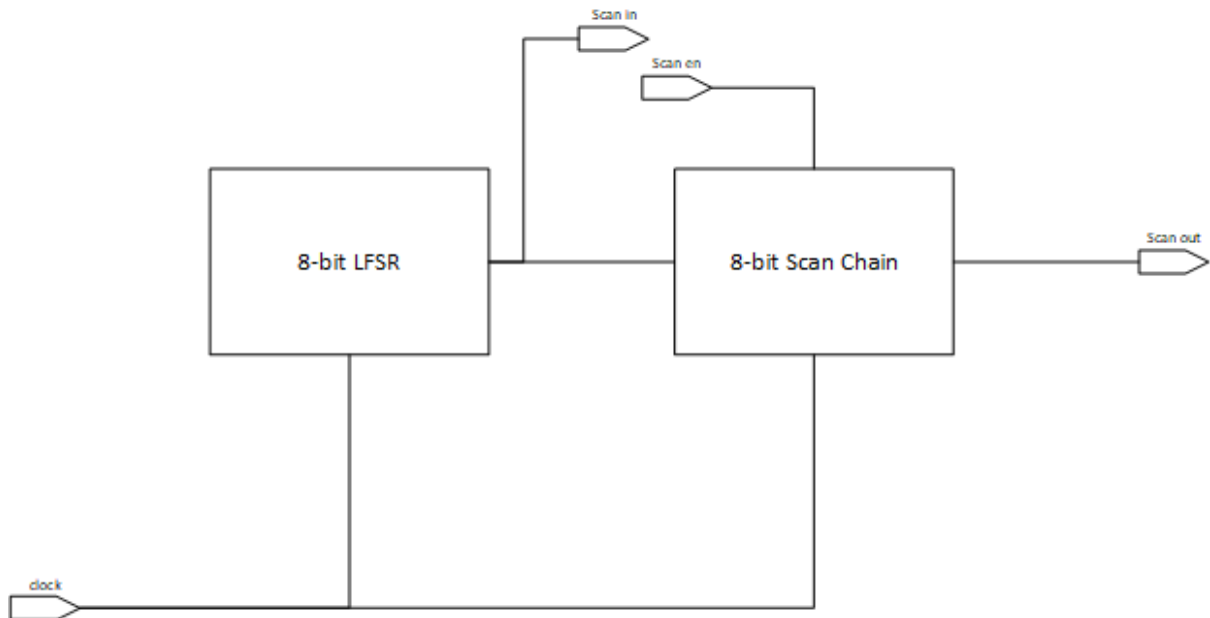 Scan in
Scan en
8-bit LFSR
8-bit Scan Chain
Scan out
clock